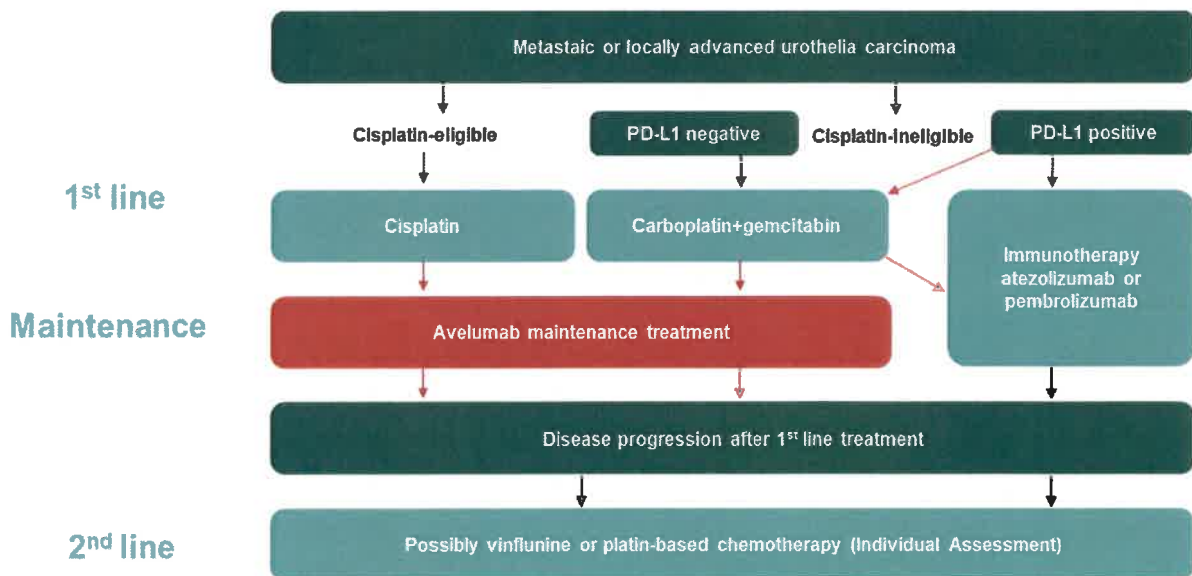 Metastaic or locally advanced urothelia carcinoma
Cisplatin-eligible
PD-L1 negative
Cisplatin-ineligible
PD-L1 positive
1st line
Cisplatin
Carboplatin+gemcitabin
Immunotherapy
atezolizumab or
pembrolizumab
Maintenance
Avelumab maintenance treatment
Disease progression after 1st line treatment
2nd line
Possibly vinflunine or platin-based chemotherapy (Individual Assessment)